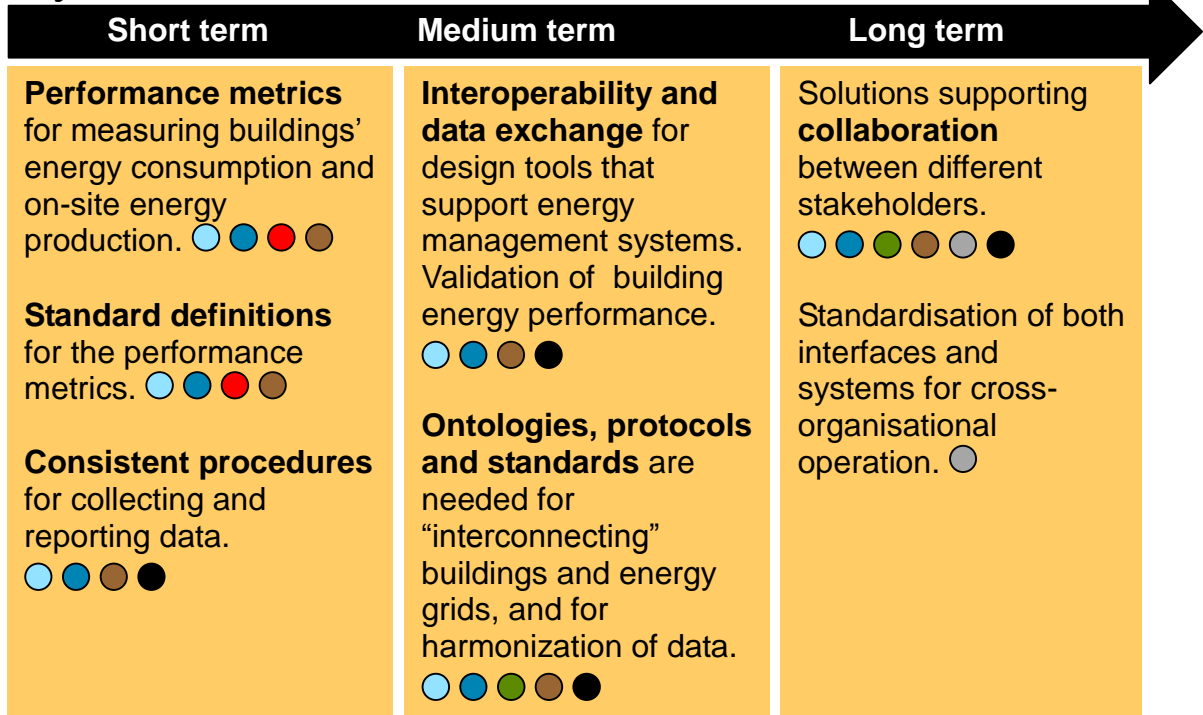 Short term
Medium term
Long term
Performance metrics
for measuring buildings’
energy consumption and
on-site energy
production.
Standard definitions
for the performance
metrics.
Consistent procedures
for collecting and
reporting data.
Interoperability and
data exchange for
design tools that
support energy
management systems.
Validation of building
energy performance.
Ontologies, protocols
and standards are
needed for
“interconnecting”
buildings and energy
grids, and for
harmonization of data.
Solutions supporting
collaboration
between different
stakeholders.
Standardisation of both
interfaces and
systems for cross-
organisational
operation.